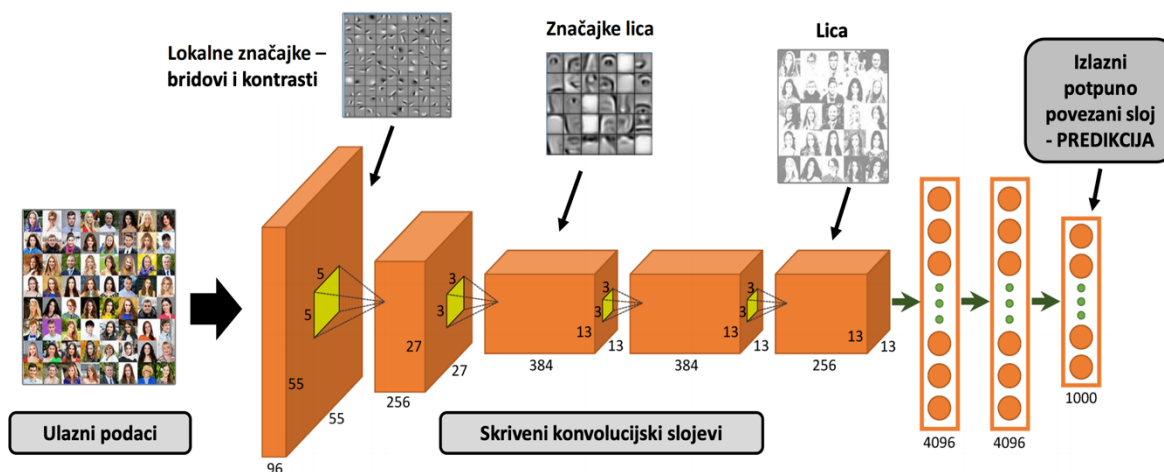 Lokalne značajke –
bridovi i kontrasti
Značajke lica
Lica
Izlazni
potpuno
povezani sloj
- PREDIKCIJA
5
5
3
3
3
3
3
3
55
55
27
27
13
13
13
13
13
13
96
256
384
384
256
4096
4096
1000
Ulazni podaci
Skriveni konvolucijski slojevi